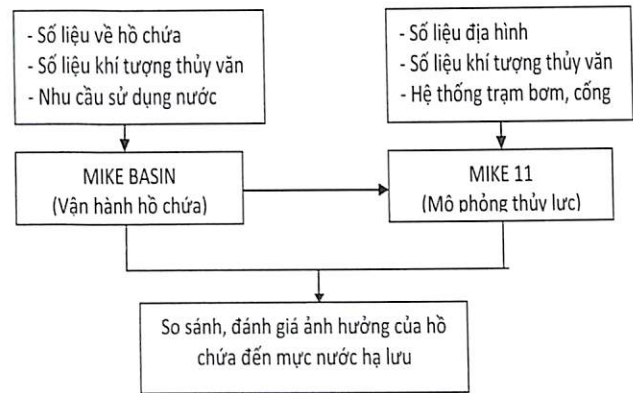 - Số liệu về hồ chứa
- Số liệu khí tượng thủy văn
- Nhu cầu sử dụng nước
- Số liệu địa hình
- Số liệu khí tượng thủy văn
- Hệ thống trạm bơm, cống
MIKE BASIN
(Vận hành hồ chứa)
MIKE 11
(Mô phỏng thủy lực)
So sánh, đánh giá ảnh hưởng của hồ
chứa đến mực nước hạ lưu